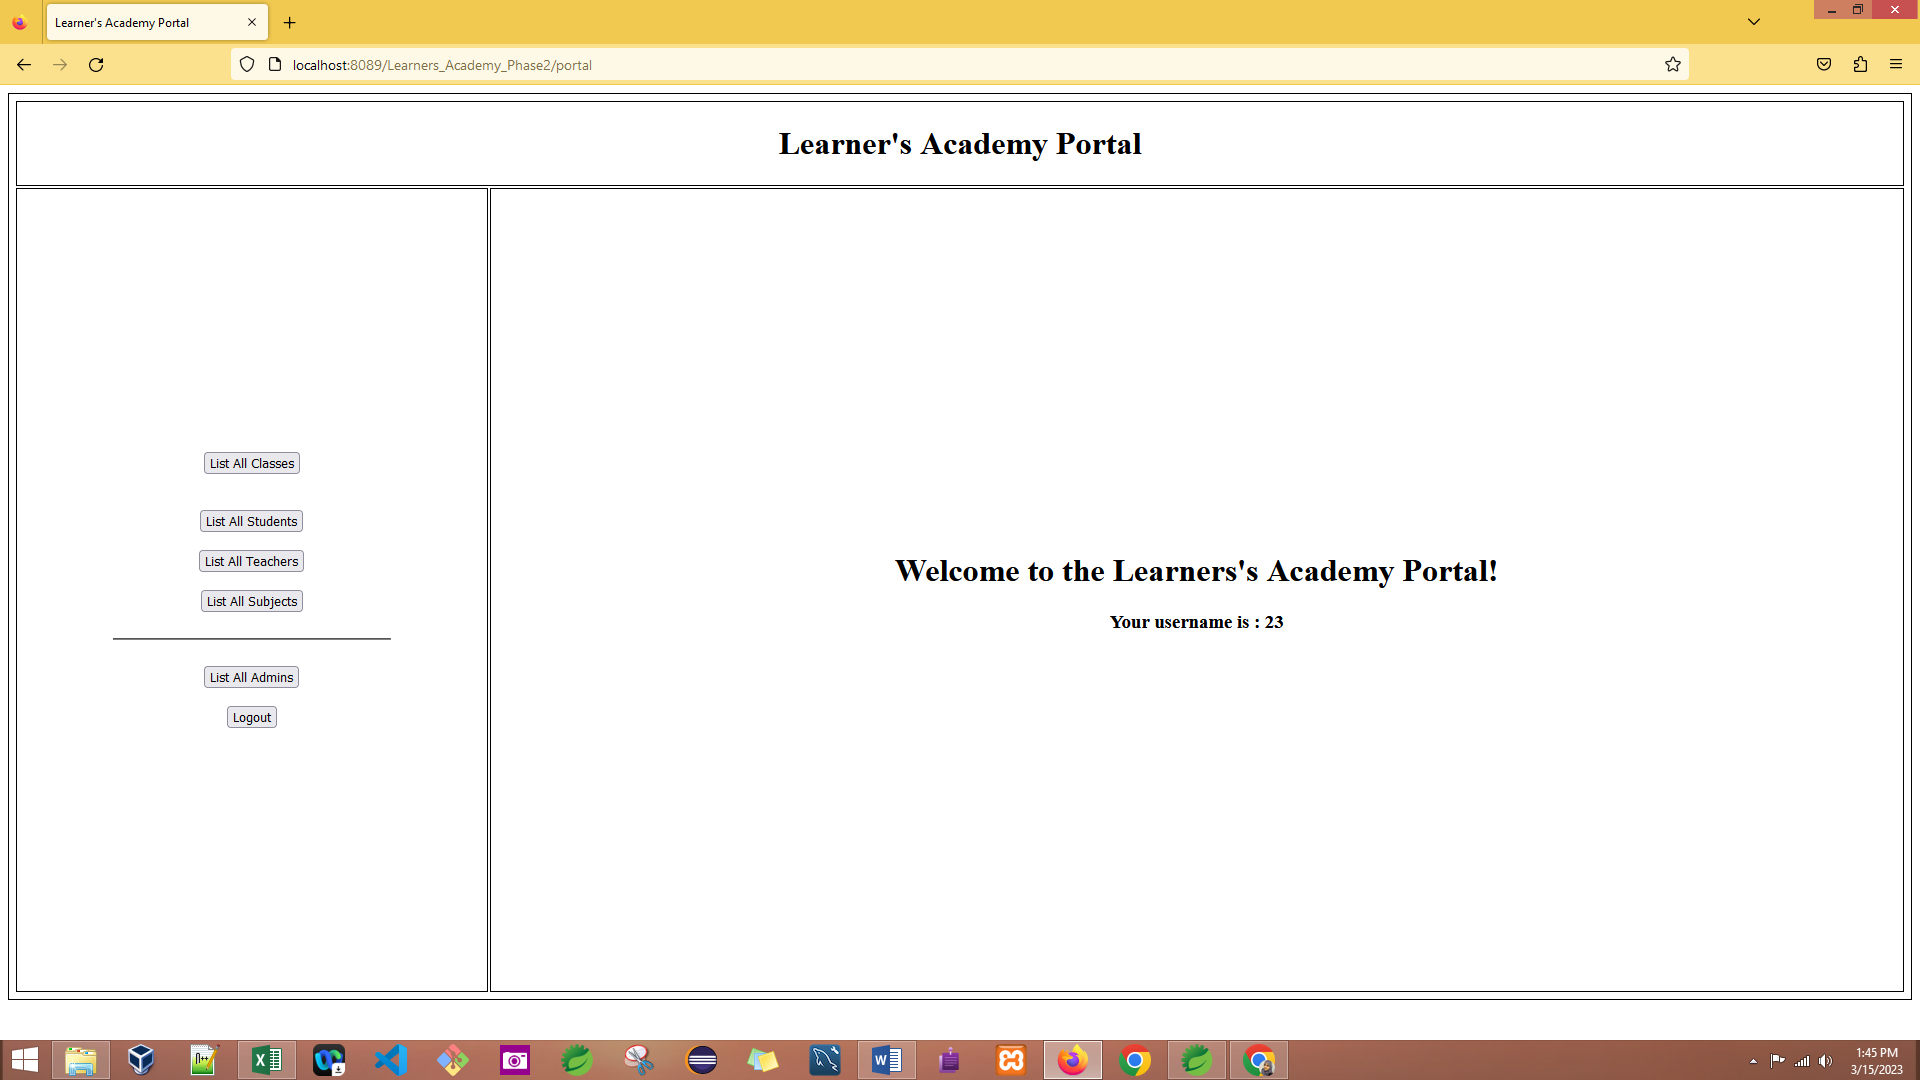 Learner's Academy Portal
localhost:8089/Learners_Academy_Phase2/portal
Learner's Academy Portal
List All Classes
List All Students
List All Teachers
List All Subjects
List All Admins
Logout
Welcome to the Learners's Academy Portal!
Your username is : 23
1:45 PM
3/15/2023